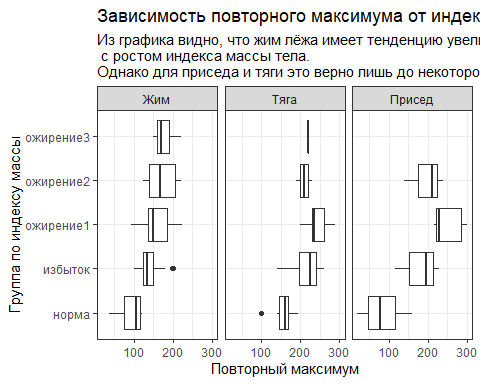 Зависимость повторного максимума от индек
Из графика видно, что жим лёжа имеет тенденцию увел
с ростом индекса массы тела.
Однако для приседа и тяги это верно лишь до некоторо
Жим Тяга Присед
Группа по индексу массы
ожирение3
ожирение2
ожирение1
избыток
норма
100 200 300 100 200 300 100 200 300
Повторный максимум